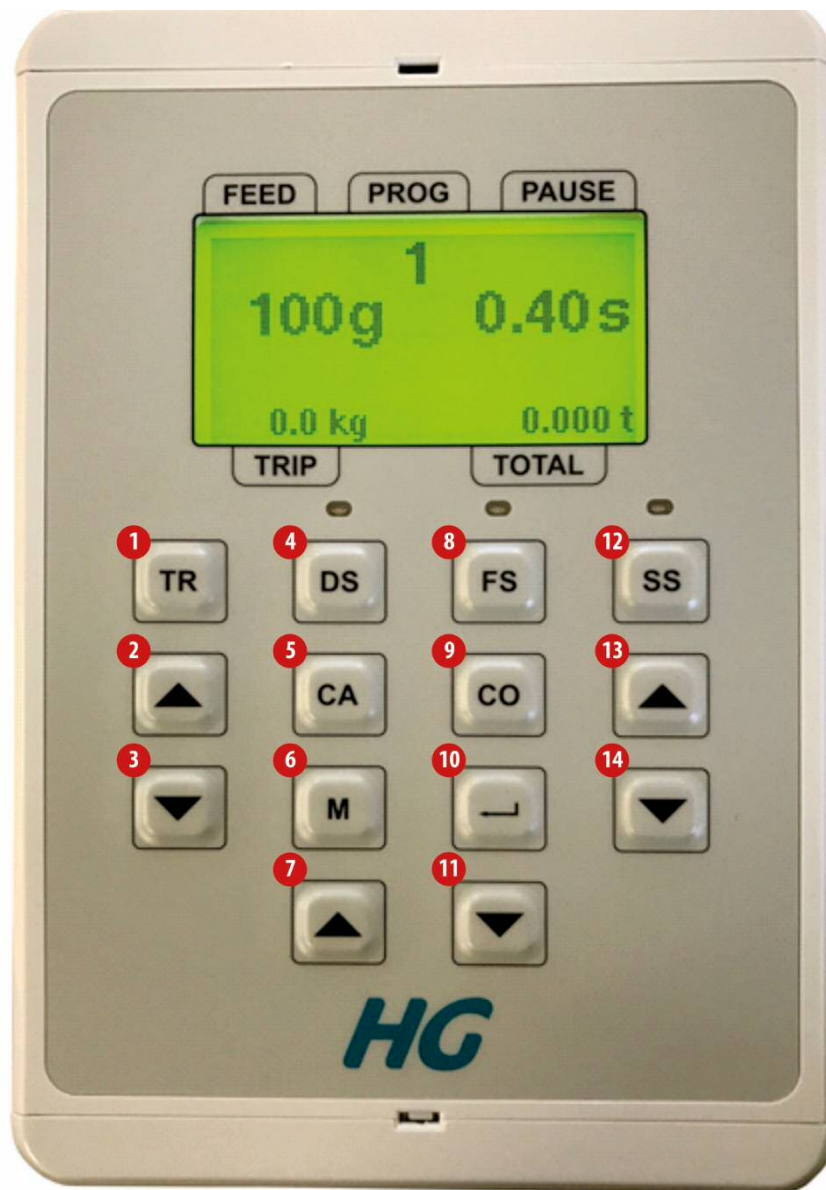 FEED PROG PAUSE
1
100g 0.40s
0.0 kg 0.000 t
TRIP TOTAL
1 4 8 12
TR DS FS SS
2 5 9 13
CA CO
3 6 10 14
M
7 11
HG